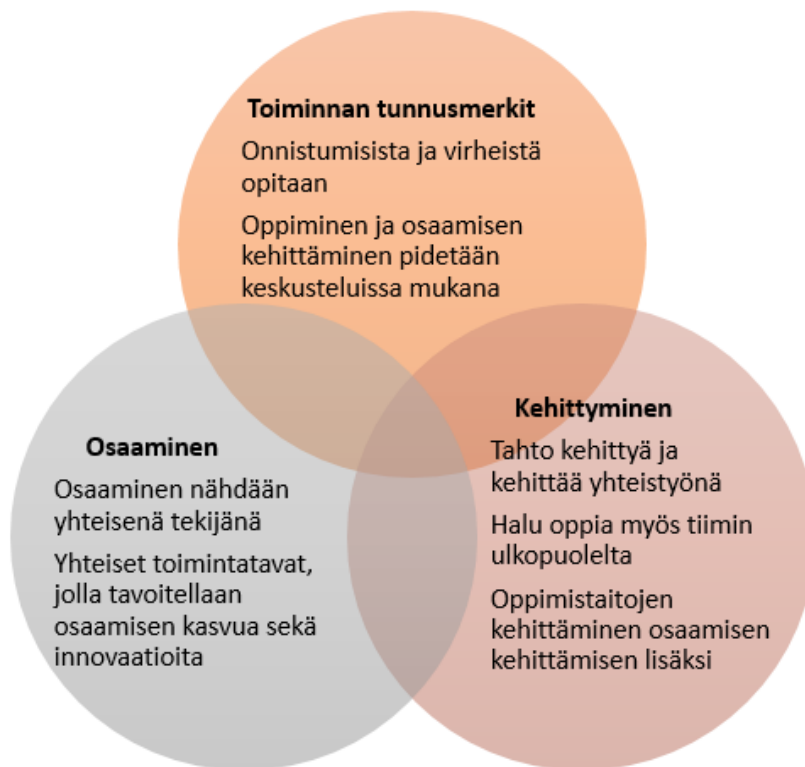 Toiminnan tunnusmerkit
Onnistumisista ja virheistä
opitaan
Oppiminen ja osaamisen
kehittäminen pidetään
keskusteluissa mukana
Osaaminen
Osaaminen nähdään
yhteisenä tekijänä
Yhteiset toimintatavat,
jolla tavoitellaan
osaamisen kasvua sekä
innovaatioita
Kehittyminen
Tahto kehittyä ja
kehittää yhteistyönä
Halu oppia myös tiimin
ulkopuolelta
Oppimistaitojen
kehittäminen osaamisen
kehittämisen lisäksi